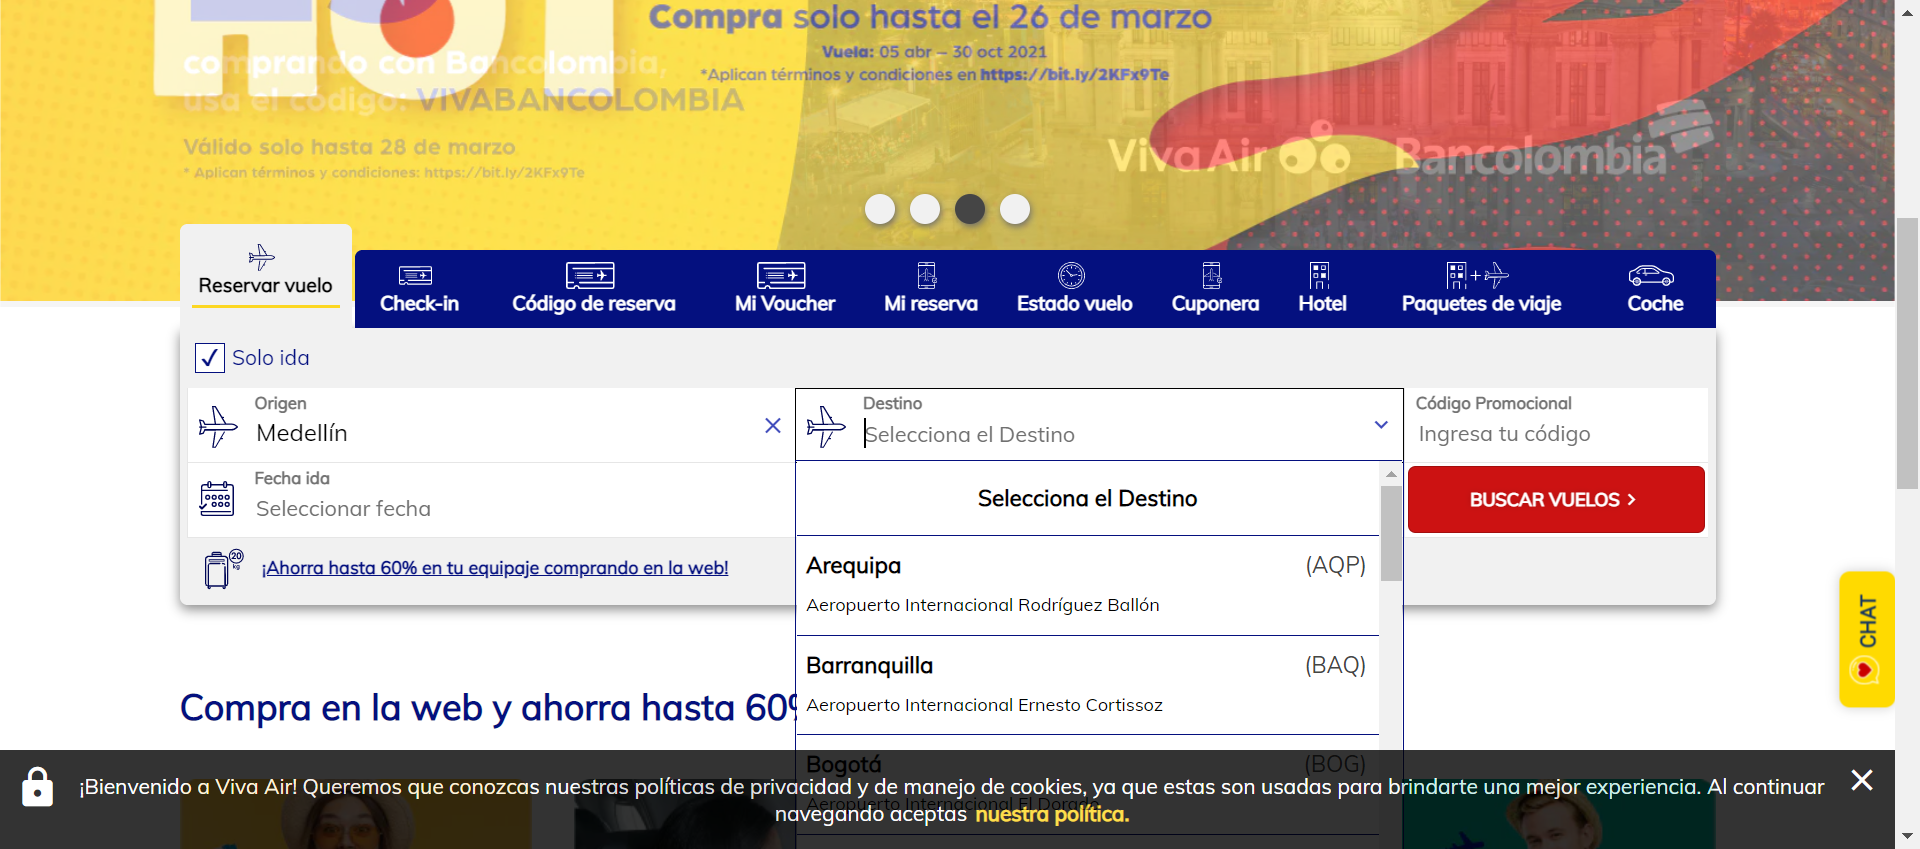 HOT
Compra solo hasta el 26 de marzo
Vuela: 05 abr – 30 oct 2021
*Aplican términos y condiciones en https://bit.ly/2KFx9Te
comprando con Bancolombia,
usa el código: VIVABANCOLOMBIA
Válido solo hasta 28 de marzo
* Aplican términos y condiciones: https://bit.ly/2KFx9Te
Viva Air
Bancolombia
Reservar vuelo
Check-in
Código de reserva
Mi Voucher
Mi reserva
Estado vuelo
Cuponera
Hotel
Paquetes de viaje
Coche
Solo ida
Origen
Medellín
Destino
Selecciona el Destino
Código Promocional
Ingresa tu código
Fecha ida
Seleccionar fecha
BUSCAR VUELOS
20
kg
¡Ahorra hasta 60% en tu equipaje comprando en la web!
Selecciona el Destino
Arequipa (AQP)
Aeropuerto Internacional Rodríguez Ballón
Barranquilla (BAQ)
Aeropuerto Internacional Ernesto Cortissoz
Bogotá (BOG)
Aeropuerto Internacional El Dorado
CHAT
Compra en la web y ahorra hasta 60%
¡Bienvenido a Viva Air! Queremos que conozcas nuestras políticas de privacidad y de manejo de cookies, ya que estas son usadas para brindarte una mejor experiencia. Al continuar
navegando aceptas nuestra política.